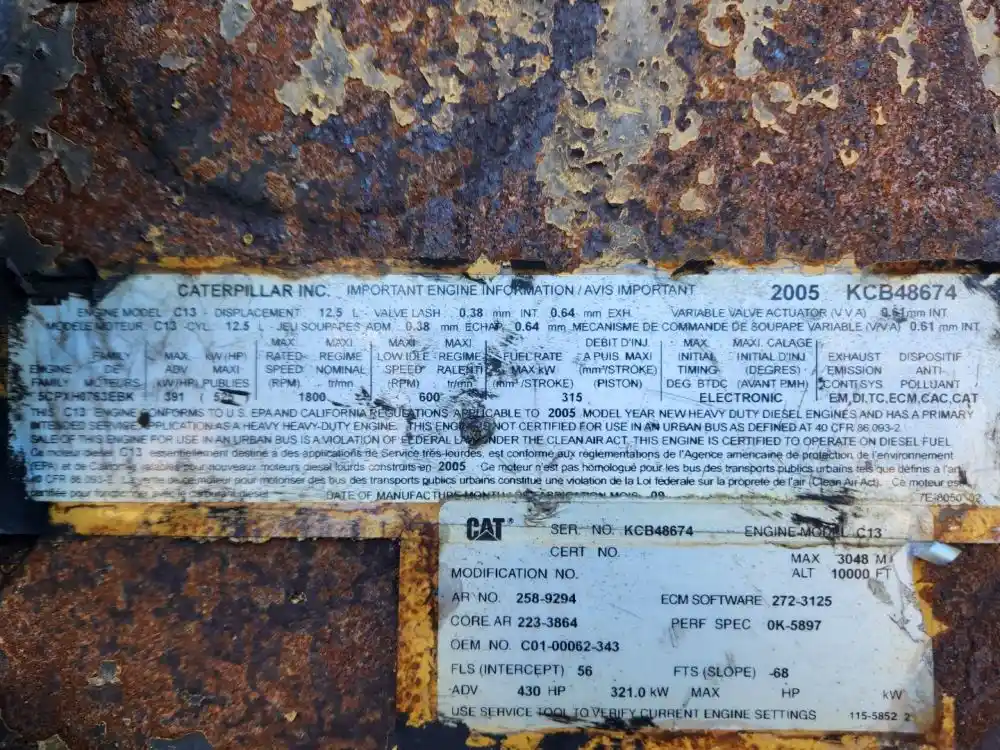 CATERPILLAR INC. IMPORTANT ENGINE INFORMATION / AVIS IMPORTANT 2005 KCB48674
ENGINE MODEL C13 - DISPLACEMENT 12.5 L - VALVE LASH 0.38 mm INT 0.64 mm EXH VARIABLE VALVE ACTUATOR (V V A) 0.61 mm INT
MODELE MOTEUR C13 -CYL. 12.5 L - JEU SOUPAPES ADM 0.38 mm ECHAP 0.64 mm MECANISME DE COMMANDE DE SOUPAPE VARIABLE (V/V A) 0.61 mm INT
MAX MAXI MAXI MAXI DEBIT D'INJ MAX MAXI. CALAGE
FAMILY MAX KW (HP) RATED REGIME LOW IDLE REGIME FUEL RATE A PUIS MAXI INITIAL INITIAL D'INJ EXHAUST DISPOSITIF
ENGINE DE ADV MAXI SPEED NOMINAL SPEED RALENTI MAX KW (mm³/STROKE) TIMING (DEGRES) EMISSION ANTI-
FAMILY MOTEURS KW/HP PUBLIES (RPM) tr/mn (RPM) tr/mn (mm³/STROKE) (PISTON) DEG BTDC (AVANT PMH) CONT SYS POLLUANT
391 1800 600 315 ELECTRONIC EM,DI,TC,ECM,CAC,CAT
THIS C13 ENGINE CONFORMS TO U.S. EPA AND CALIFORNIA REGULATIONS APPLICABLE TO 2005 MODEL YEAR NEW HEAVY DUTY DIESEL ENGINES AND HAS A PRIMARY
INTENDED SERVICE APPLICATION AS A HEAVY HEAVY-DUTY ENGINE. THIS ENGINE IS NOT CERTIFIED FOR USE IN AN URBAN BUS AS DEFINED AT 40 CFR 86.093-2
SALE OF THIS ENGINE FOR USE IN AN URBAN BUS IS A VIOLATION OF FEDERAL LAW UNDER THE CLEAN AIR ACT. THIS ENGINE IS CERTIFIED TO OPERATE ON DIESEL FUEL
Ce moteur diesel C13 essentiellement destiné à des applications de Service très-lourdes, est conforme aux réglementations de l'Agence americaine de protection de l'environnement
(EPA) et de Californie valables pour nouveaux moteurs diesel lourds construits en 2005. Ce moteur n'est pas homologué pour les bus des transports publics urbains tels que définis a l'art
40 CFR 86.093-2. La vente de ce moteur pour motoriser des bus des transports publics urbains constitue une violation de la Loi féderale sur la propreté de l'air (Clean Air Act). Ce moteur est
DATE OF MANUFACTURE MONTH MOIS 09 7E-8050 02
CAT SER. NO. KCB48674 ENGINE MODEL C13
CERT NO. MAX 3048 M
MODIFICATION NO. ALT 10000 FT
AR NO. 258-9294 ECM SOFTWARE 272-3125
CORE AR 223-3864 PERF SPEC 0K-5897
OEM NO. C01-00062-343
FLS (INTERCEPT) 56 FTS (SLOPE) -68
ADV 430 HP 321.0 kW MAX HP kW
USE SERVICE TOOL TO VERIFY CURRENT ENGINE SETTINGS 115-5852 2